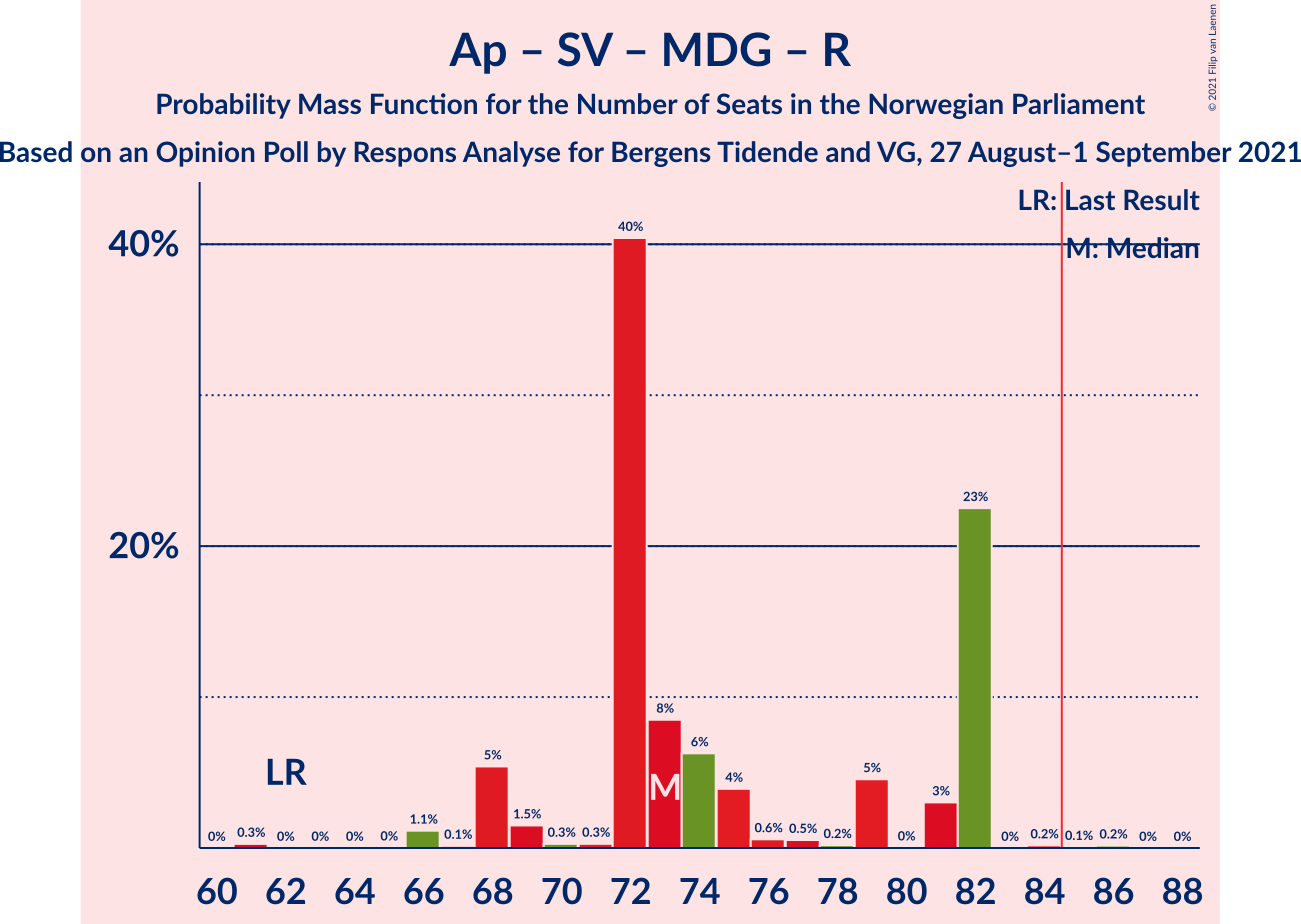 Ap – SV – MDG – R
Probability Mass Function for the Number of Seats in the Norwegian Parliament
Based on an Opinion Poll by Respons Analyse for Bergens Tidende and VG, 27 August–1 September 2021
© 2021 Filip van Laenen
LR: Last Result
M: Median
40%
20%
40%
23%
8%
6%
5%
4%
5%
3%
LR
M
0% 0.3% 0% 0% 0% 0% 1.1% 0.1% 1.5% 0.3% 0.3% 0.6% 0.5% 0.2% 0% 0% 0.2% 0.1% 0.2% 0% 0%
60 62 64 66 68 70 72 74 76 78 80 82 84 86 88